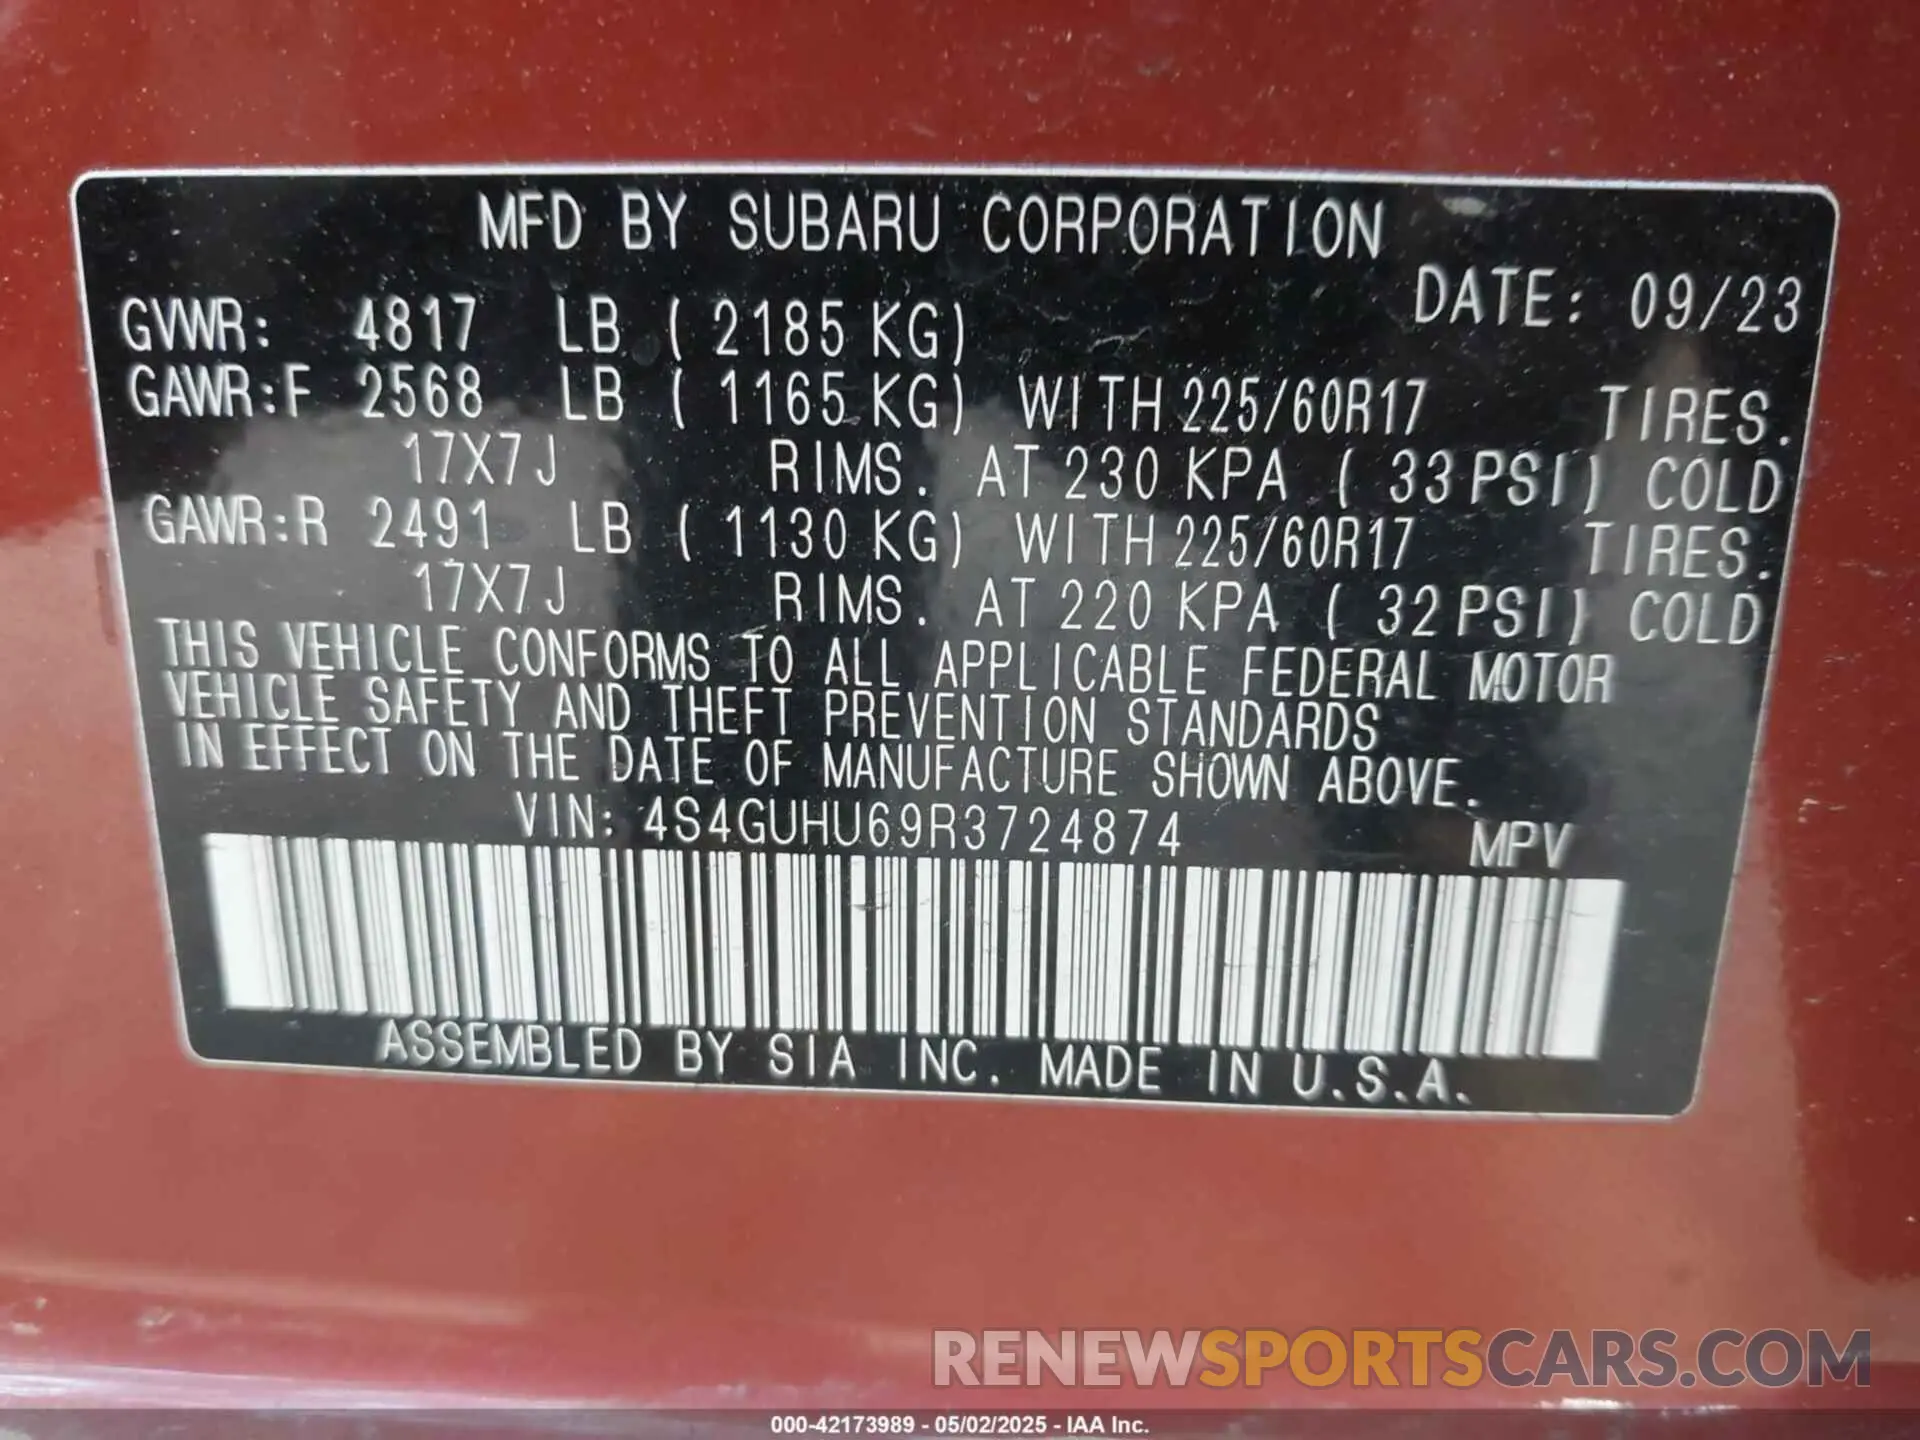 MFD BY SUBARU CORPORATION
DATE: 09/23
GVWR: 4817 LB ( 2185 KG)
GAWR:F 2568 LB ( 1165 KG) WITH 225/60R17 TIRES.
17X7J RIMS. AT 230 KPA ( 33 PSI) COLD
GAWR:R 2491 LB ( 1130 KG) WITH 225/60R17 TIRES.
17X7J RIMS. AT 220 KPA ( 32 PSI) COLD
THIS VEHICLE CONFORMS TO ALL APPLICABLE FEDERAL MOTOR
VEHICLE SAFETY AND THEFT PREVENTION STANDARDS
IN EFFECT ON THE DATE OF MANUFACTURE SHOWN ABOVE.
VIN: 4S4GUHU69R3724874 MPV
ASSEMBLED BY SIA INC. MADE IN U.S.A.
RENEWSPORTSCARS.COM
000-42173989 - 05/02/2025 - IAA Inc.